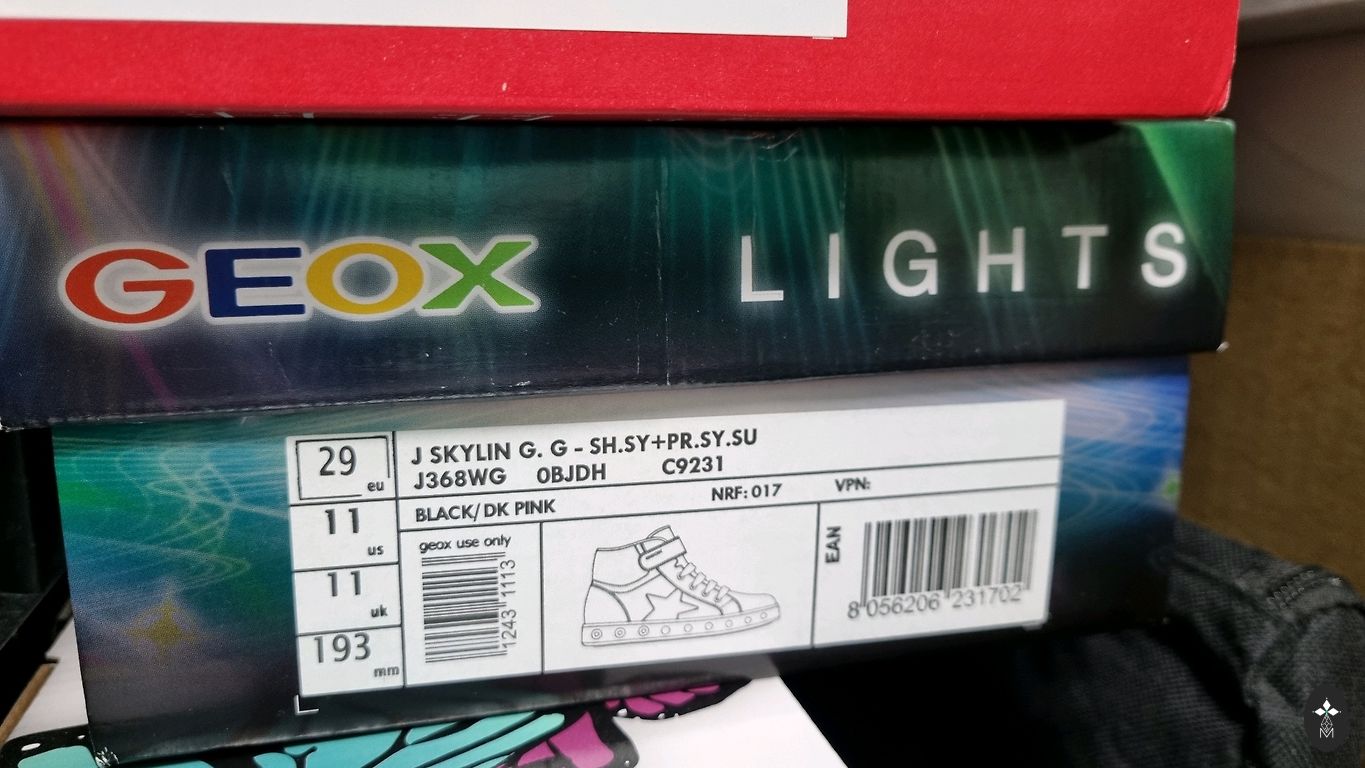 GEOX LIGHTS
29 eu
11 us
11 uk
193 mm
J SKYLIN G. G - SH.SY+PR.SY.SU
J368WG 0BJDH C9231
BLACK/ DK PINK NRF: 017 VPN:
geox use only
1243 1113
EAN
8 056206 231702
L
M